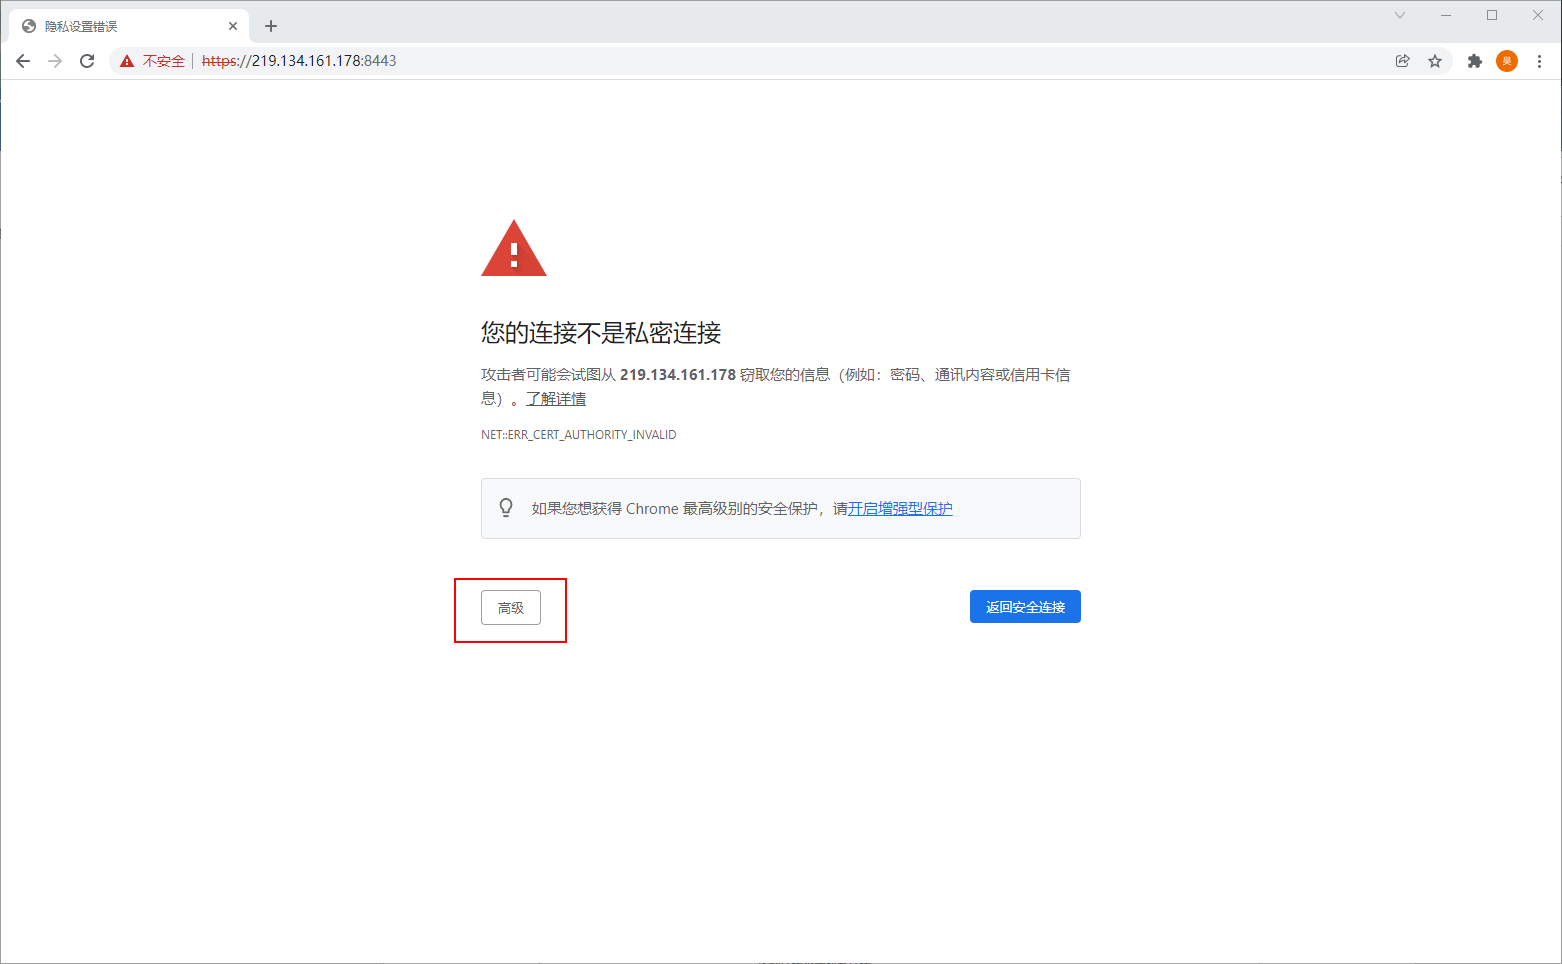 隐私设置错误
不安全 https://219.134.161.178:8443
您的连接不是私密连接
攻击者可能会试图从 219.134.161.178 窃取您的信息（例如：密码、通讯内容或信用卡信
息）。了解详情
NET::ERR_CERT_AUTHORITY_INVALID
如果您想获得 Chrome 最高级别的安全保护，请开启增强型保护
高级
返回安全连接